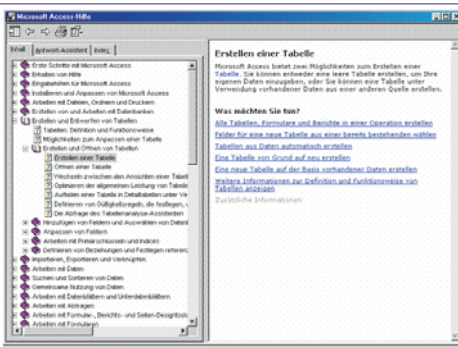 Microsoft Access-Hilfe
Inhalt Antwort-Assistent Index
Erste Schritte mit Microsoft Access
Erhalten von Hilfe
Eingabehilfen für Microsoft Access
Installieren und Anpassen von Microsoft Access
Arbeiten mit Dateien, Ordnern und Druckern
Erstellen von und Arbeiten mit Datenbanken
Erstellen und Entwerfen von Tabellen
Tabellen: Definition und Funktionsweise
Möglichkeiten zum Anpassen einer Tabelle
Erstellen und Öffnen von Tabellen
Erstellen einer Tabelle
Öffnen einer Tabelle
Wechseln zwischen den Ansichten einer Tabell
Optimieren der allgemeinen Leistung von Tabelle
Aufteilen einer Tabelle in Detailtabellen unter Ve
Definieren von Gültigkeitsregeln, die festlegen, v
Die Abfrage des Tabellenanalyse-Assistenten
Hinzufügen von Feldern und Auswählen von Datent
Anpassen von Feldern
Arbeiten mit Primärschlüsseln und Indices
Definieren von Beziehungen und Festlegen referenz
Importieren, Exportieren und Verknüpfen
Arbeiten mit Daten
Suchen und Sortieren von Daten
Gemeinsame Nutzung von Daten
Arbeiten mit Datenblättern und Unterdatenblättern
Arbeiten mit Abfragen
Arbeiten mit Formular-, Berichts- und Seiten-Designtools
Arbeiten mit Formularen
Erstellen einer Tabelle
Microsoft Access bietet zwei Möglichkeiten zum Erstellen einer
Tabelle. Sie können entweder eine leere Tabelle erstellen, um Ihre
eigenen Daten einzugeben, oder Sie können eine Tabelle unter
Verwendung vorhandener Daten aus einer anderen Quelle erstellen.
Was möchten Sie tun?
Alle Tabellen, Formulare und Berichte in einer Operation erstellen
Felder für eine neue Tabelle aus einer bereits bestehenden wählen
Tabellen aus Daten automatisch erstellen
Eine Tabelle von Grund auf neu erstellen
Eine neue Tabelle auf der Basis vorhandener Daten erstellen
Weitere Informationen zur Definition und Funktionsweise von
Tabellen anzeigen
Zusätzliche Informationen